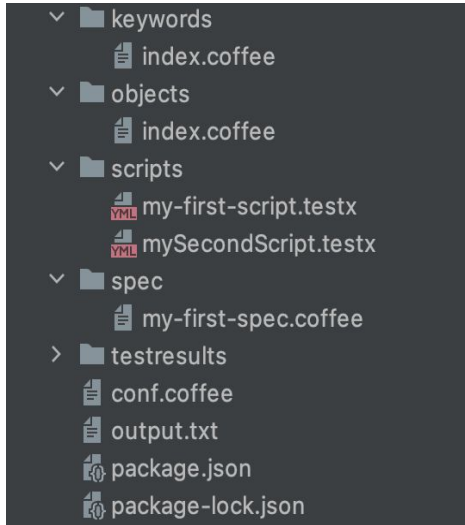 keywords
index.coffee
objects
index.coffee
scripts
YML my-first-script.testx
YML mySecondScript.testx
spec
my-first-spec.coffee
testresults
conf.coffee
output.txt
package.json
package-lock.json